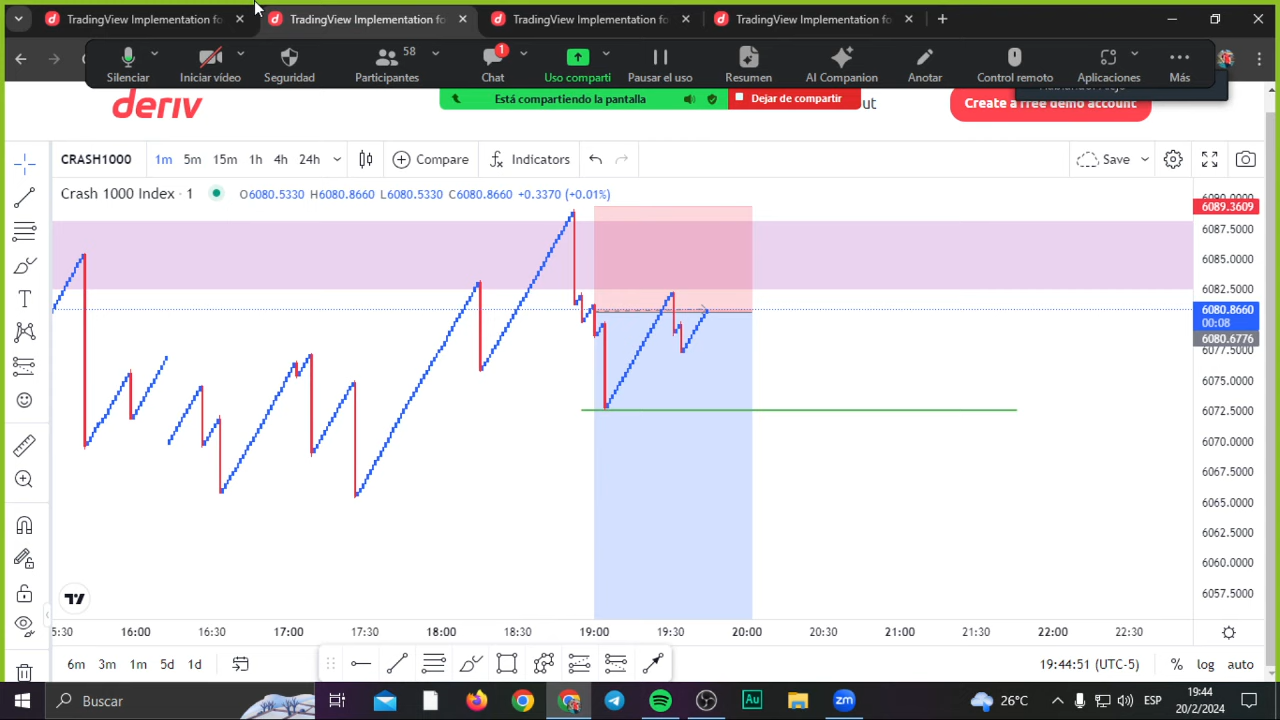 TradingView Implementation fo
TradingView Implementation fo
TradingView Implementation fo
TradingView Implementation fo
Silenciar
Iniciar vídeo
Seguridad
58
Participantes
1
Chat
Uso comparti
Pausar el uso
Resumen
AI Companion
Anotar
Control remoto
Aplicaciones
Más
Está compartiendo la pantalla
Dejar de compartir
deriv
out
Create a free demo account
CRASH1000
1m
5m
15m
1h
4h
24h
Compare
Indicators
Save
Crash 1000 Index · 1
O6080.5330 H6080.8660 L6080.5330 C6080.8660 +0.3370 (+0.01%)
6089.3609
6087.5000
6085.0000
6082.5000
6080.8660
00:08
6080.6776
6077.5000
6075.0000
6072.5000
6070.0000
6067.5000
6065.0000
6062.5000
6060.0000
6057.5000
5:30
16:00
16:30
17:00
17:30
18:00
18:30
19:00
19:30
20:00
20:30
21:00
21:30
22:00
22:30
6m
3m
1m
5d
1d
19:44:51 (UTC-5)
%
log
auto
Buscar
Au
zm
26°C
ESP
19:44
20/2/2024